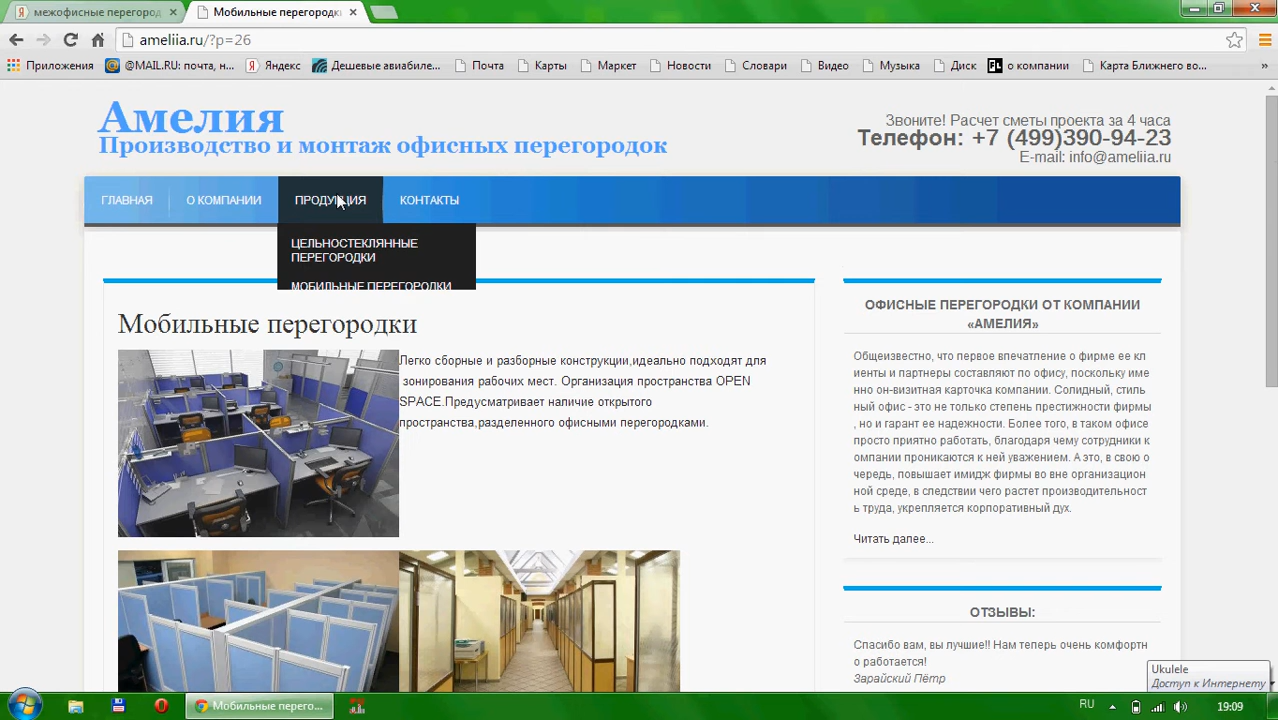 межофисные перегород
Мобильные перегородк
ameliia.ru/?p=26
Приложения @MAIL.RU: почта, н... Яндекс Дешевые авиабиле... Почта Карты Маркет Новости Словари Видео Музыка Диск о компании Карта Ближнего во... »
Амелия
Производство и монтаж офисных перегородок
Звоните! Расчет сметы проекта за 4 часа
Телефон: +7 (499)390-94-23
E-mail: info@ameliia.ru
ГЛАВНАЯ О КОМПАНИИ ПРОДУКЦИЯ КОНТАКТЫ
ЦЕЛЬНОСТЕКЛЯННЫЕ
ПЕРЕГОРОДКИ
МОБИЛЬНЫЕ ПЕРЕГОРОДКИ
Мобильные перегородки
Легко сборные и разборные конструкции,идеально подходят для
зонирования рабочих мест. Организация пространства OPEN
SPACE.Предусматривает наличие открытого
пространства,разделенного офисными перегородками.
ОФИСНЫЕ ПЕРЕГОРОДКИ ОТ КОМПАНИИ
«АМЕЛИЯ»
Общеизвестно, что первое впечатление о фирме ее кл
иенты и партнеры составляют по офису, поскольку име
нно он-визитная карточка компании. Солидный, стиль
ный офис - это не только степень престижности фирмы
, но и гарант ее надежности. Более того, в таком офисе
просто приятно работать, благодаря чему сотрудники к
омпании проникаются к ней уважением. А это, в свою о
чередь, повышает имидж фирмы во вне организацион
ной среде, в следствии чего растет производительност
ь труда, укрепляется корпоративный дух.
Читать далее...
ОТЗЫВЫ:
Спасибо вам, вы лучшие!! Нам теперь очень комфортн
о работается!
Зарайский Пётр
Ukulele
Доступ к Интернету
Мобильные перего...
RU
19:09